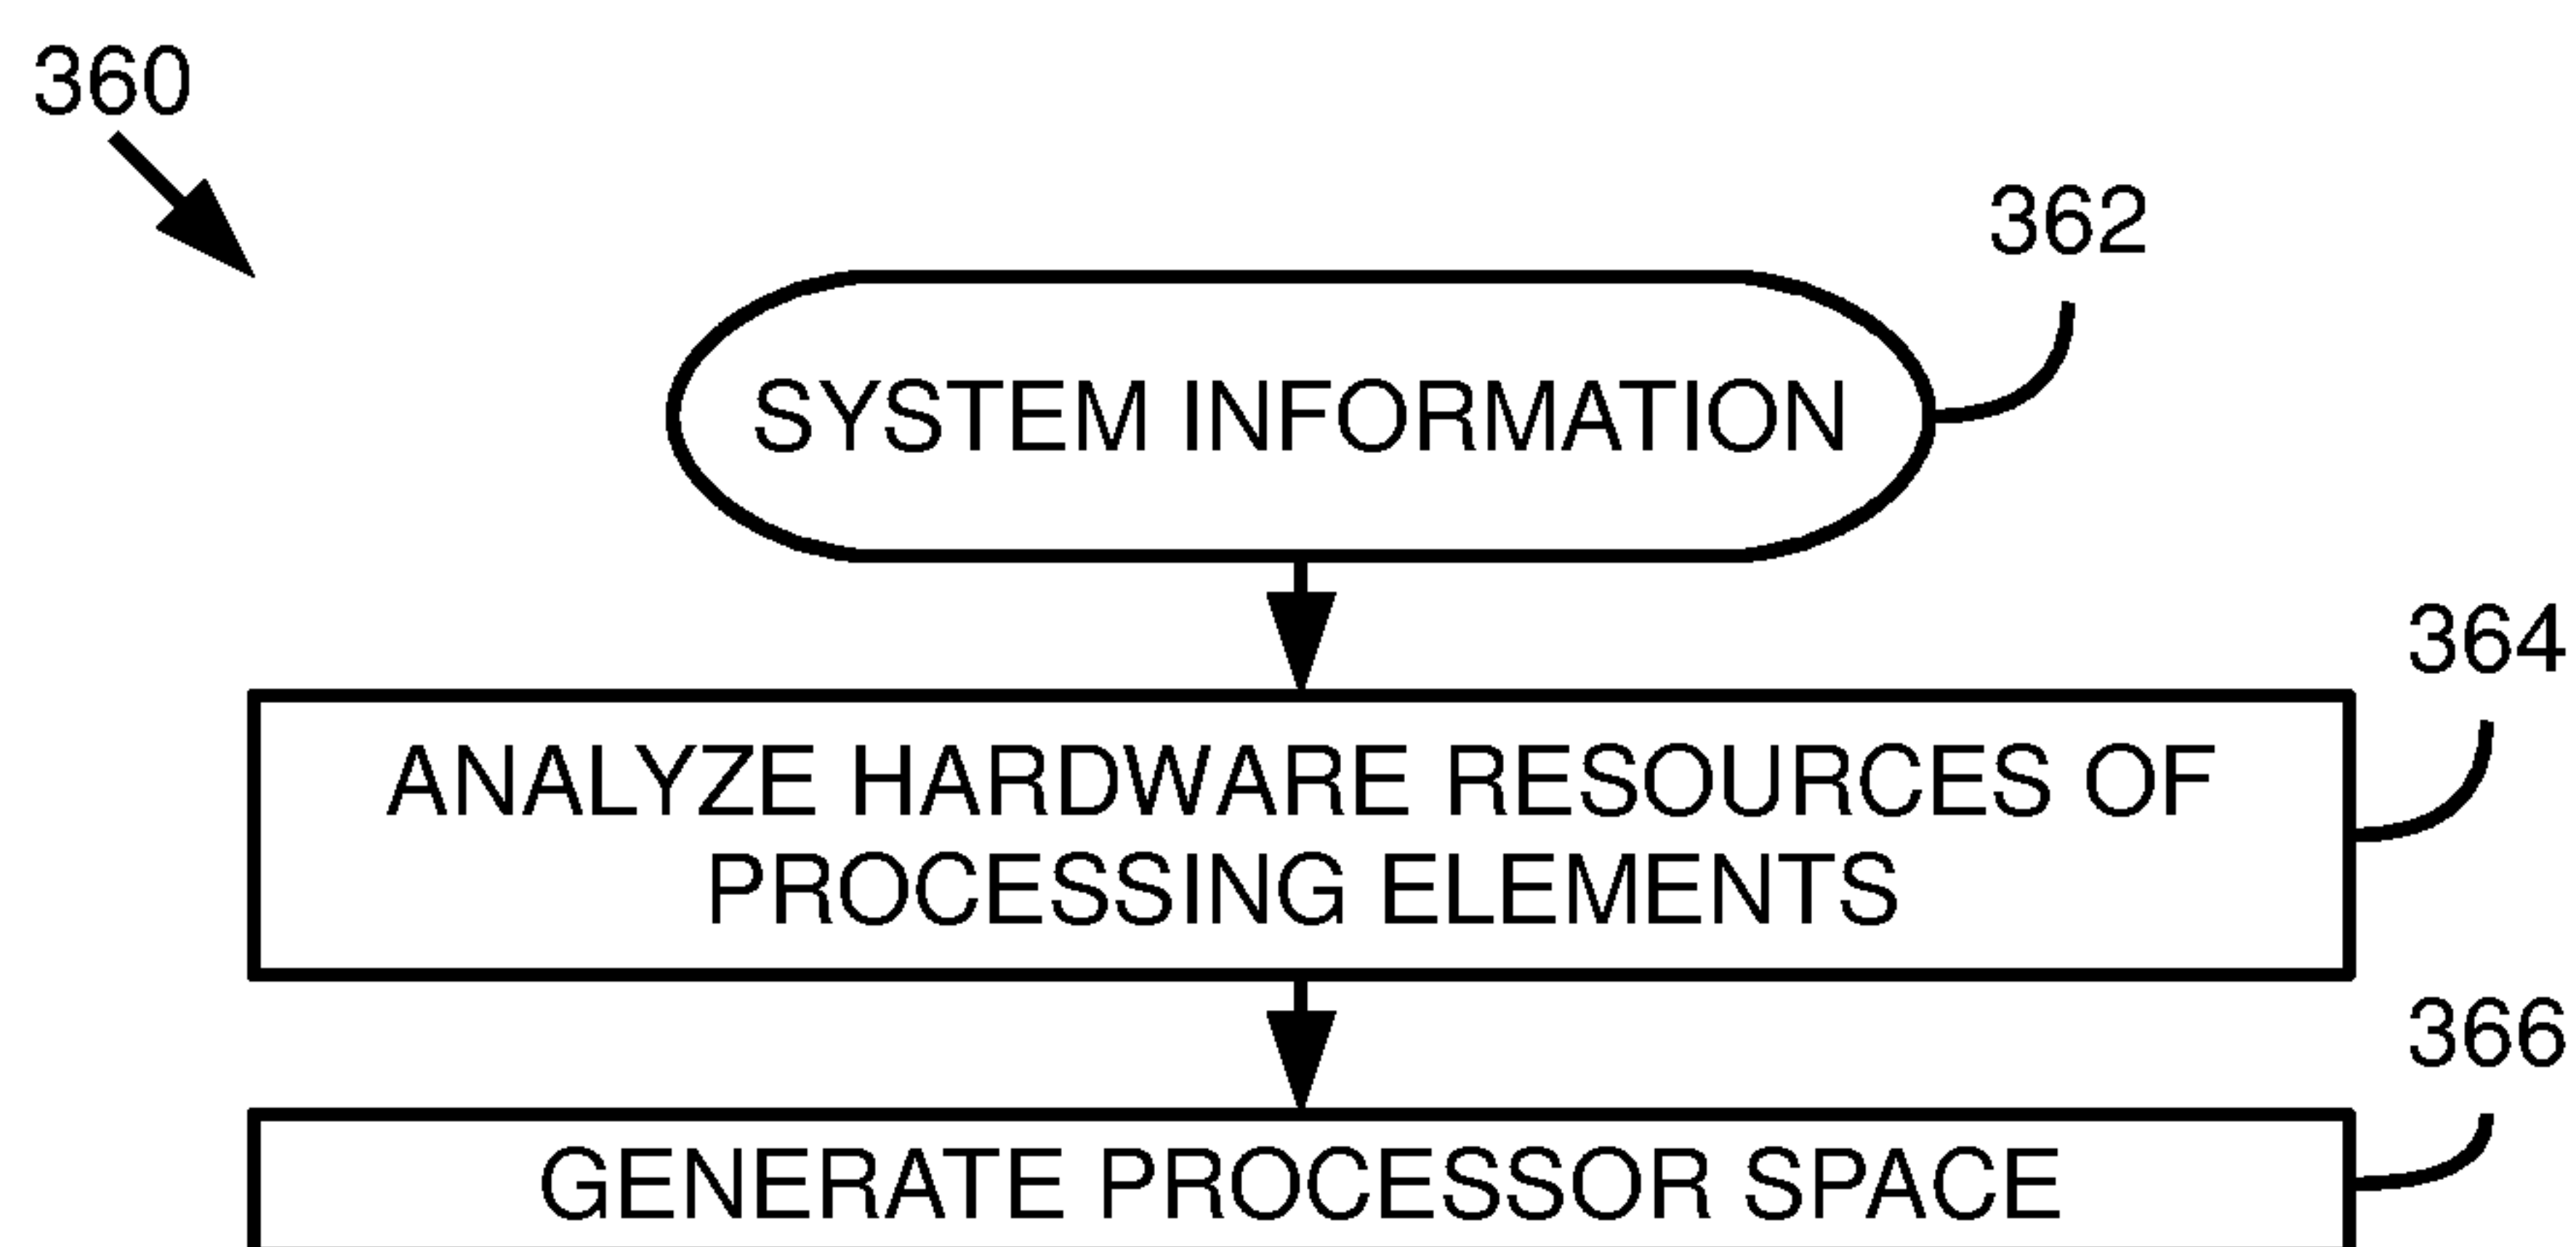 360
362
SYSTEM INFORMATION
364
ANALYZE HARDWARE RESOURCES OF
PROCESSING ELEMENTS
366
GENERATE PROCESSOR SPACE